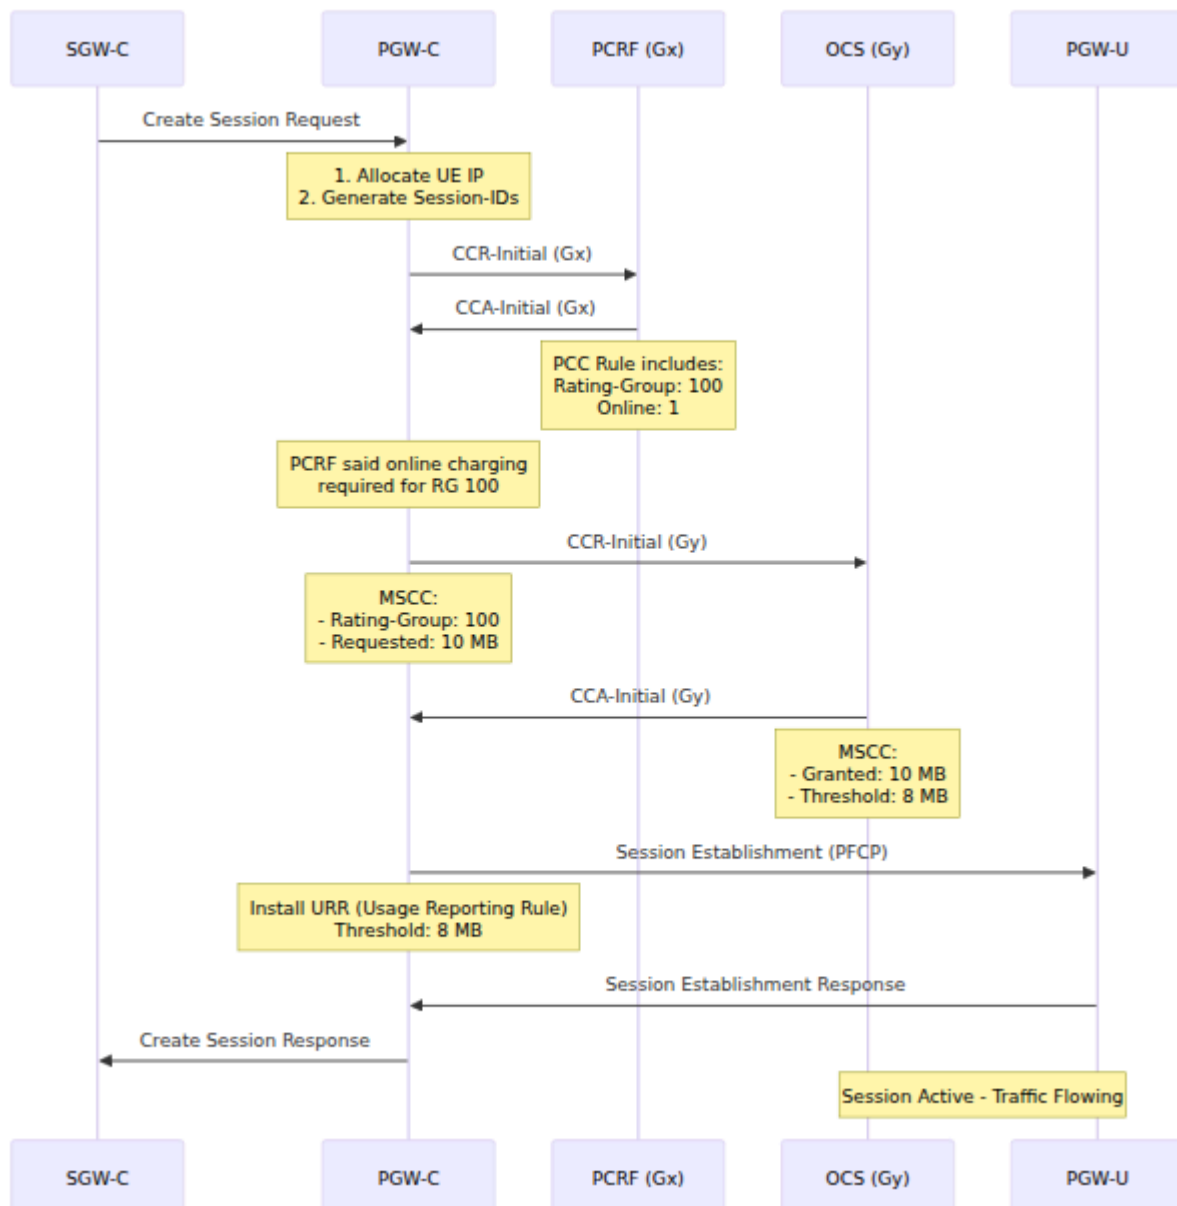 SGW-C
PGW-C
PCRF (Gx)
OCS (Gy)
PGW-U
Create Session Request
1. Allocate UE IP
2. Generate Session-IDs
CCR-Initial (Gx)
CCA-Initial (Gx)
PCC Rule includes:
Rating-Group: 100
Online: 1
PCRF said online charging
required for RG 100
CCR-Initial (Gy)
MSCC:
- Rating-Group: 100
- Requested: 10 MB
CCA-Initial (Gy)
MSCC:
- Granted: 10 MB
- Threshold: 8 MB
Session Establishment (PFCP)
Install URR (Usage Reporting Rule)
Threshold: 8 MB
Session Establishment Response
Create Session Response
Session Active - Traffic Flowing
SGW-C
PGW-C
PCRF (Gx)
OCS (Gy)
PGW-U